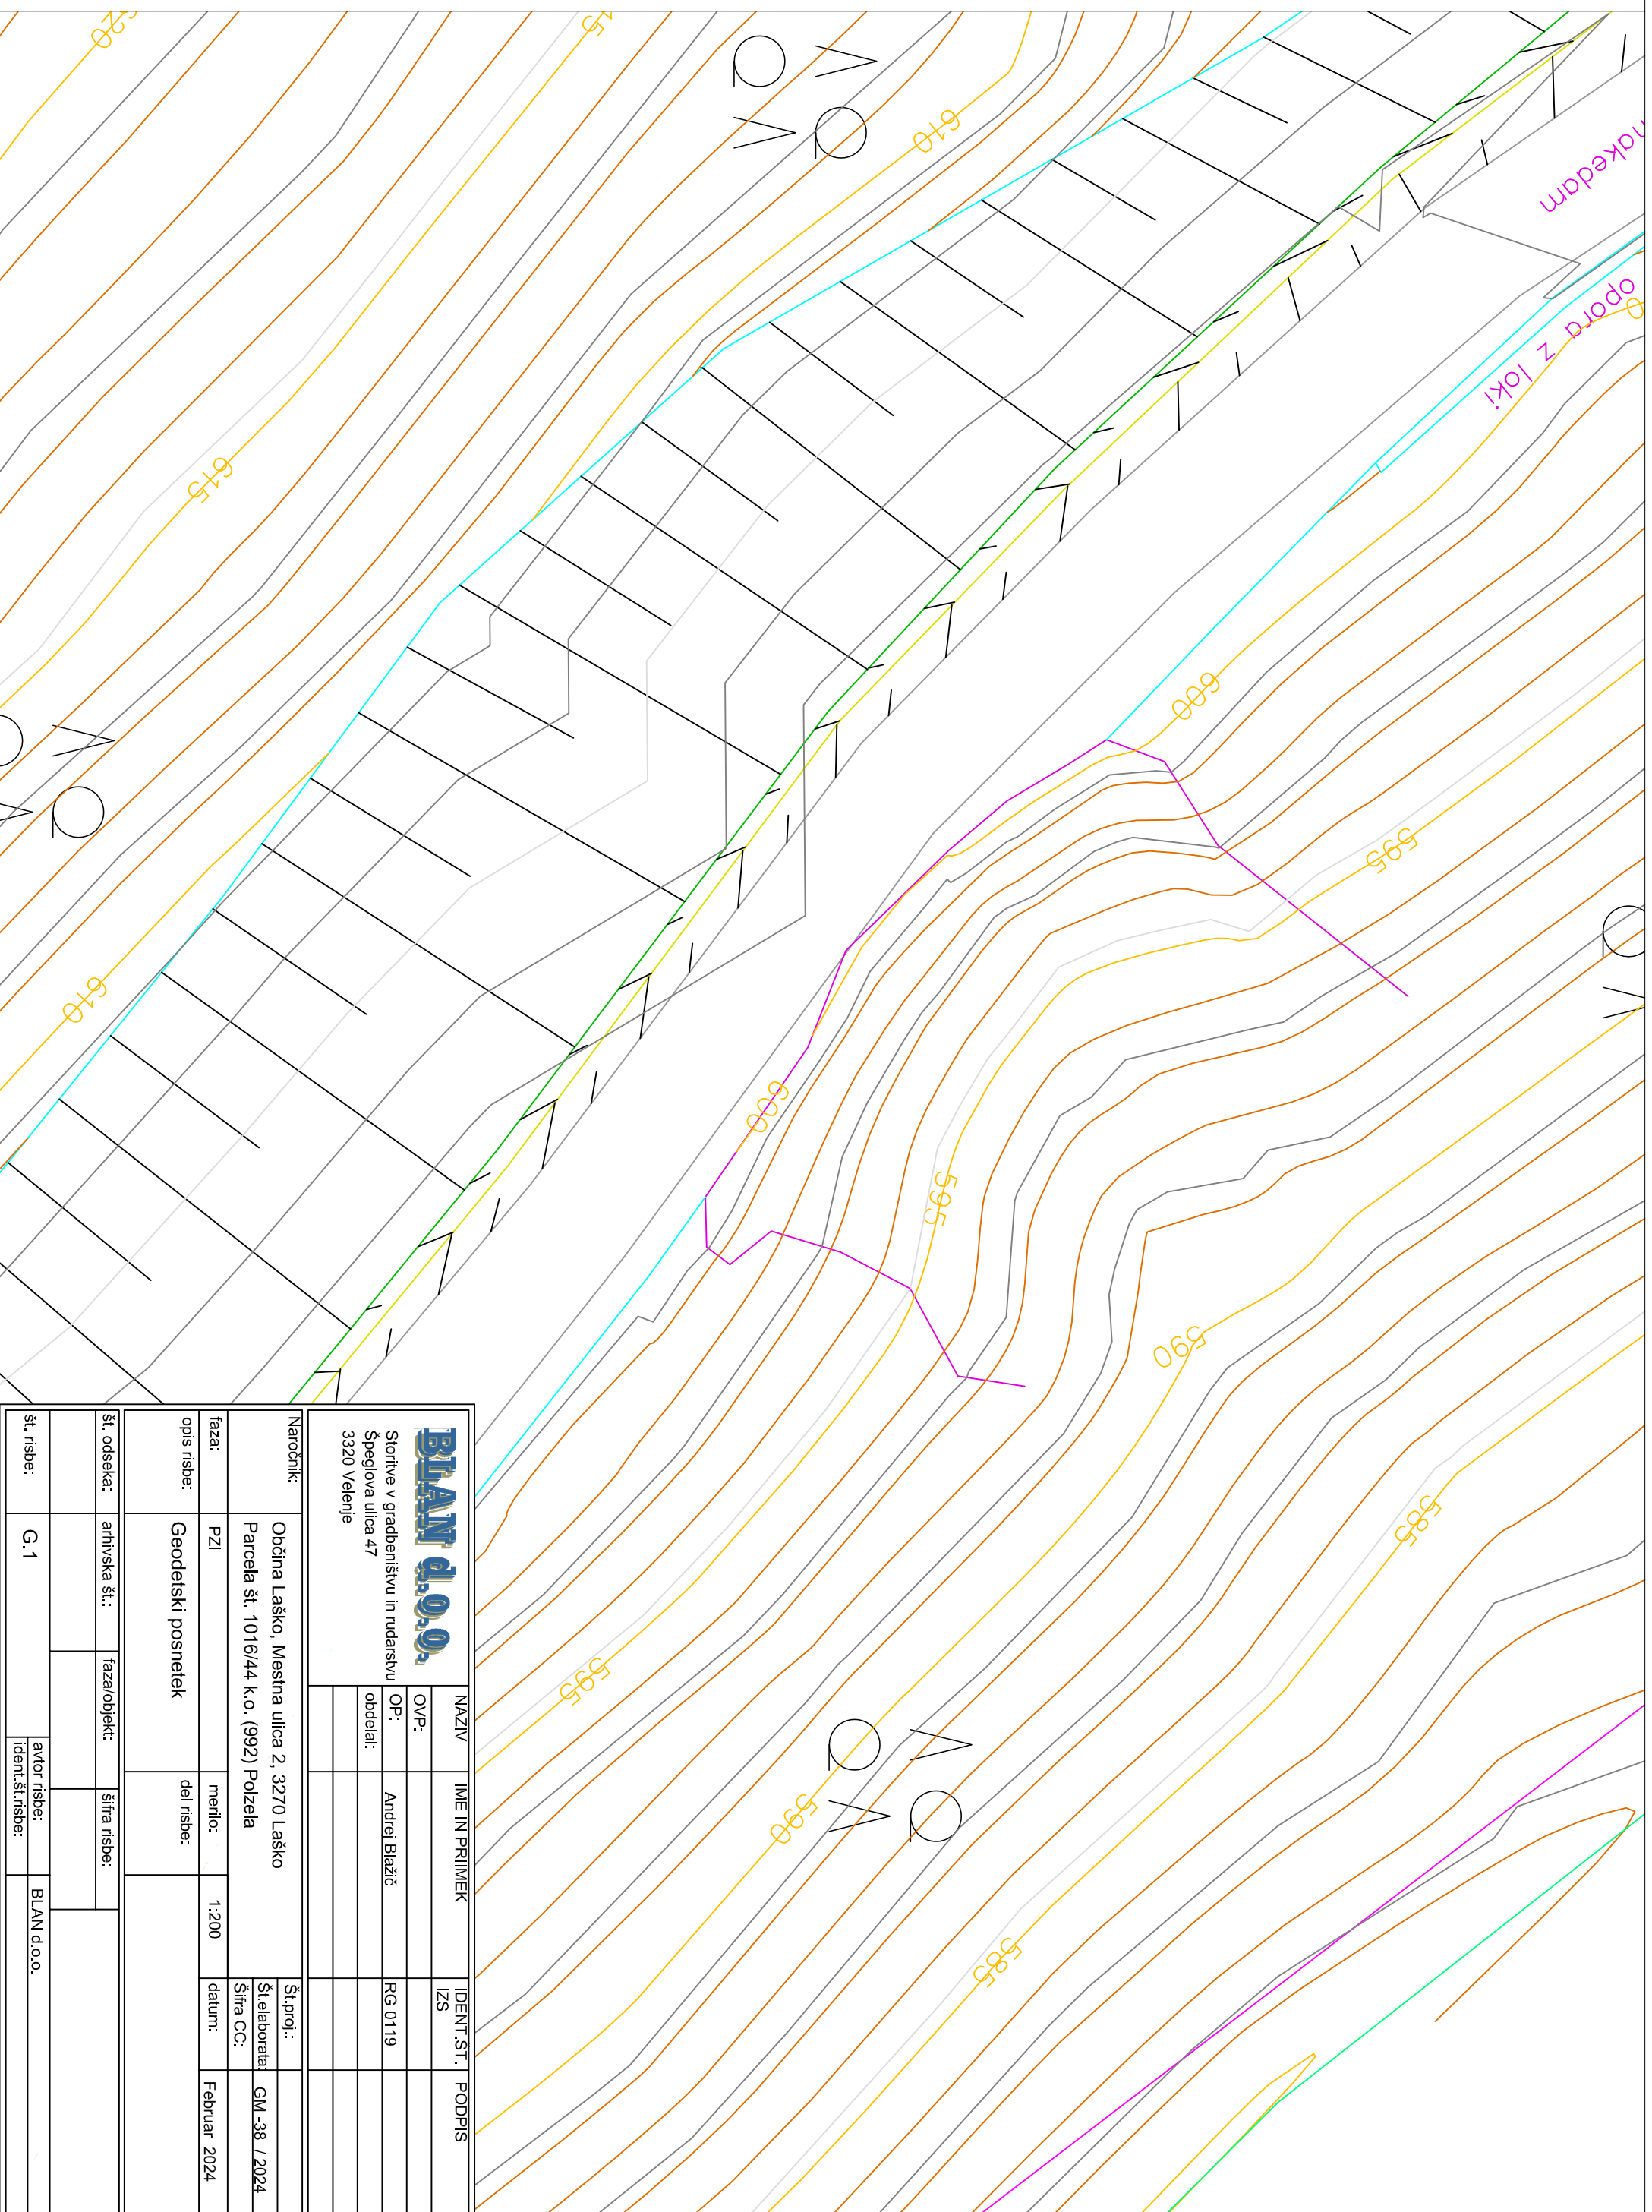 620
615
610
makedam
opora z loki
615
600
595
610
600
595
590
585
595
590
585
BLAN d.o.o.
Storitve v gradbeništvu in rudarstvu
Špeglova ulica 47
3320 Velenje
NAZIV IME IN PRIIMEK IDENT.ŠT. IZS PODPIS
OVP:
OP: Andrej Blažič RG 0119
obdelal:
Naročnik: Občina Laško, Mestna ulica 2, 3270 Laško
Parcela št. 1016/44 k.o. (992) Polzela
Št.proj.:
Št.elaborata: GM -38 / 2024
Šifra CC:
faza: PZI merilo: 1:200 datum: Februar 2024
opis risbe: Geodetski posnetek del risbe:
št. odseka: arhivska št.: faza/objekt: šifra risbe:
št. risbe: G.1 avtor risbe: BLAN d.o.o.
ident.št.risbe: